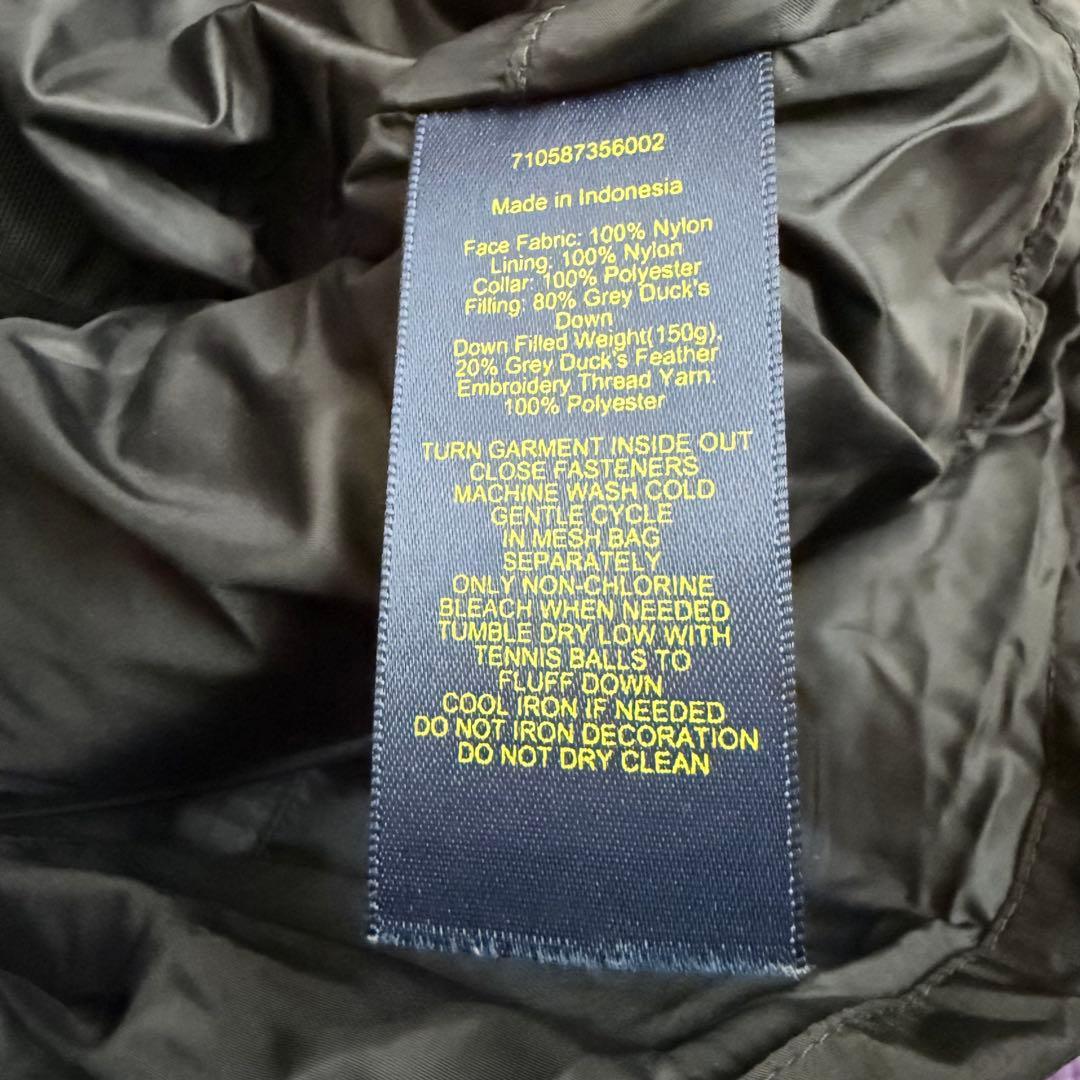 710587356002
Made in Indonesia
Face Fabric: 100% Nylon
Lining: 100% Nylon
Collar: 100% Polyester
Filling: 80% Grey Duck's
Down
Down Filled Weight(150g),
20% Grey Duck's Feather
Embroidery Thread Yarn:
100% Polyester
TURN GARMENT INSIDE OUT
CLOSE FASTENERS
MACHINE WASH COLD
GENTLE CYCLE
IN MESH BAG
SEPARATELY
ONLY NON-CHLORINE
BLEACH WHEN NEEDED
TUMBLE DRY LOW WITH
TENNIS BALLS TO
FLUFF DOWN
COOL IRON IF NEEDED
DO NOT IRON DECORATION
DO NOT DRY CLEAN